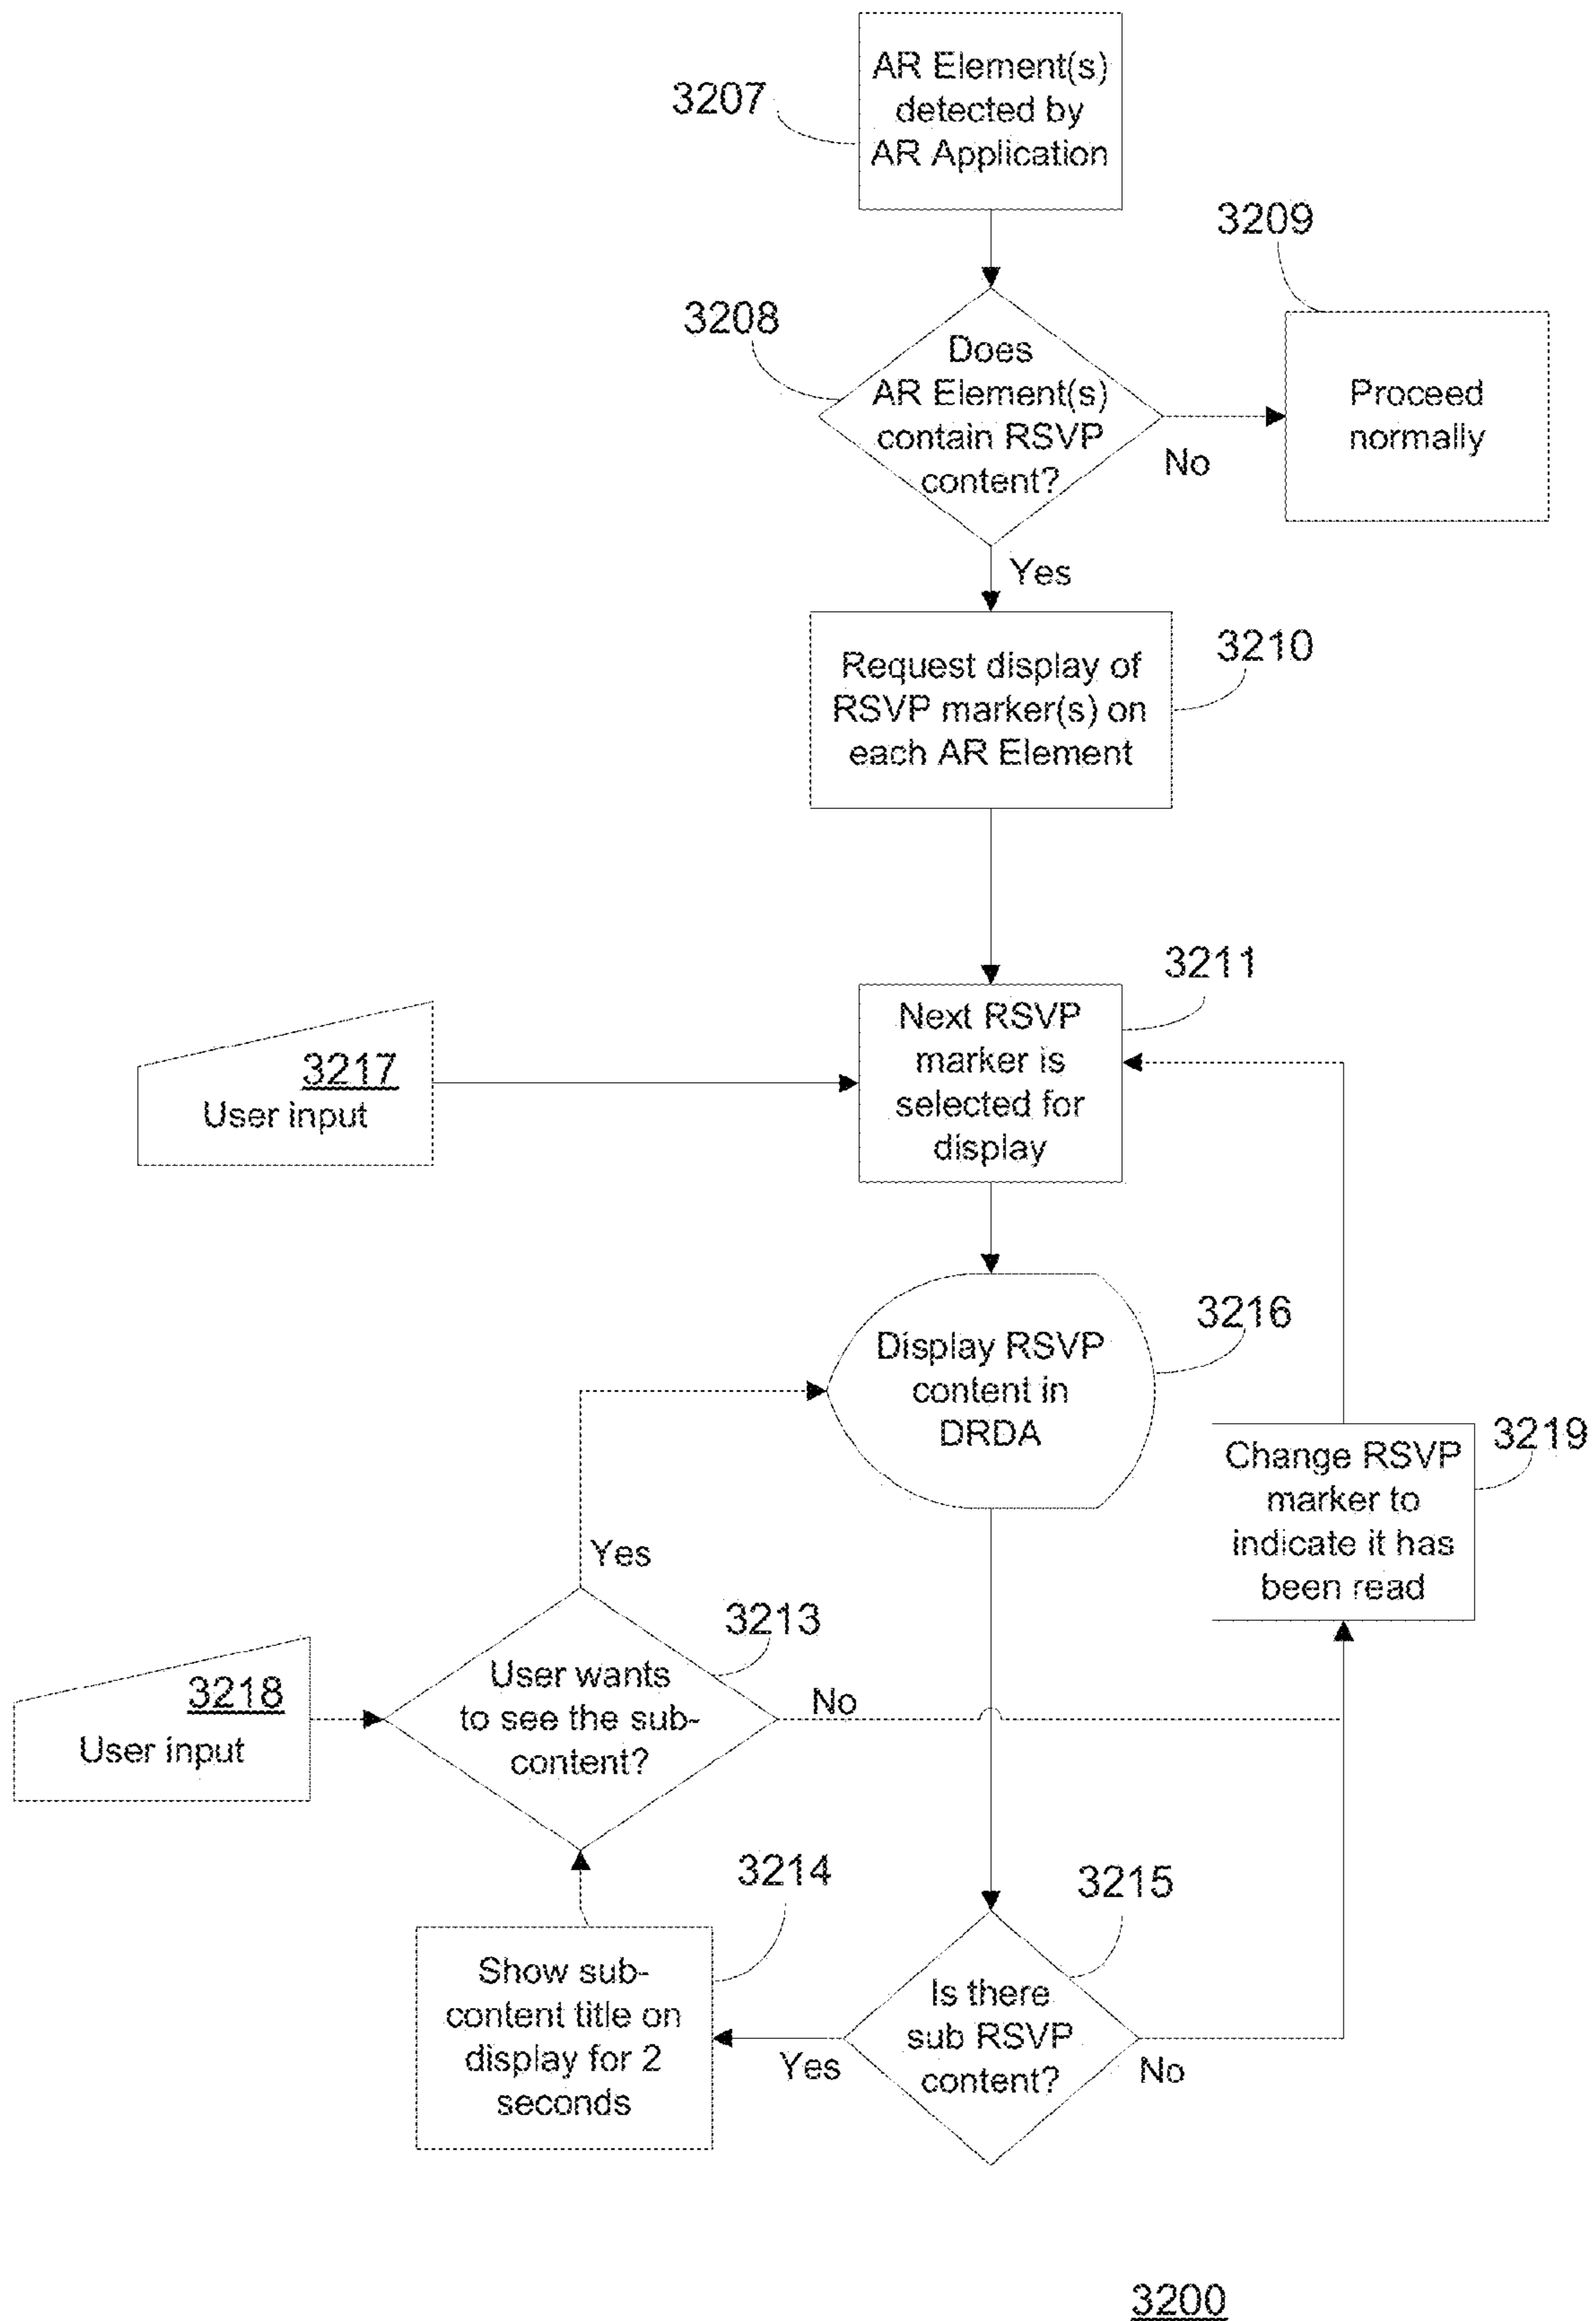 3207
AR Element(s)
detected by
AR Application
3208
Does
AR Element(s)
contain RSVP
content?
No
3209
Proceed
normally
Yes
3210
Request display of
RSVP marker(s) on
each AR Element
3211
Next RSVP
marker is
selected for
display
3217
User input
3216
Display RSVP
content in
DRDA
3219
Change RSVP
marker to
indicate it has
been read
Yes
3213
User wants
to see the sub-
content?
No
3218
User input
3214
Show sub-
content title on
display for 2
seconds
3215
Is there
sub RSVP
content?
Yes
No
3200